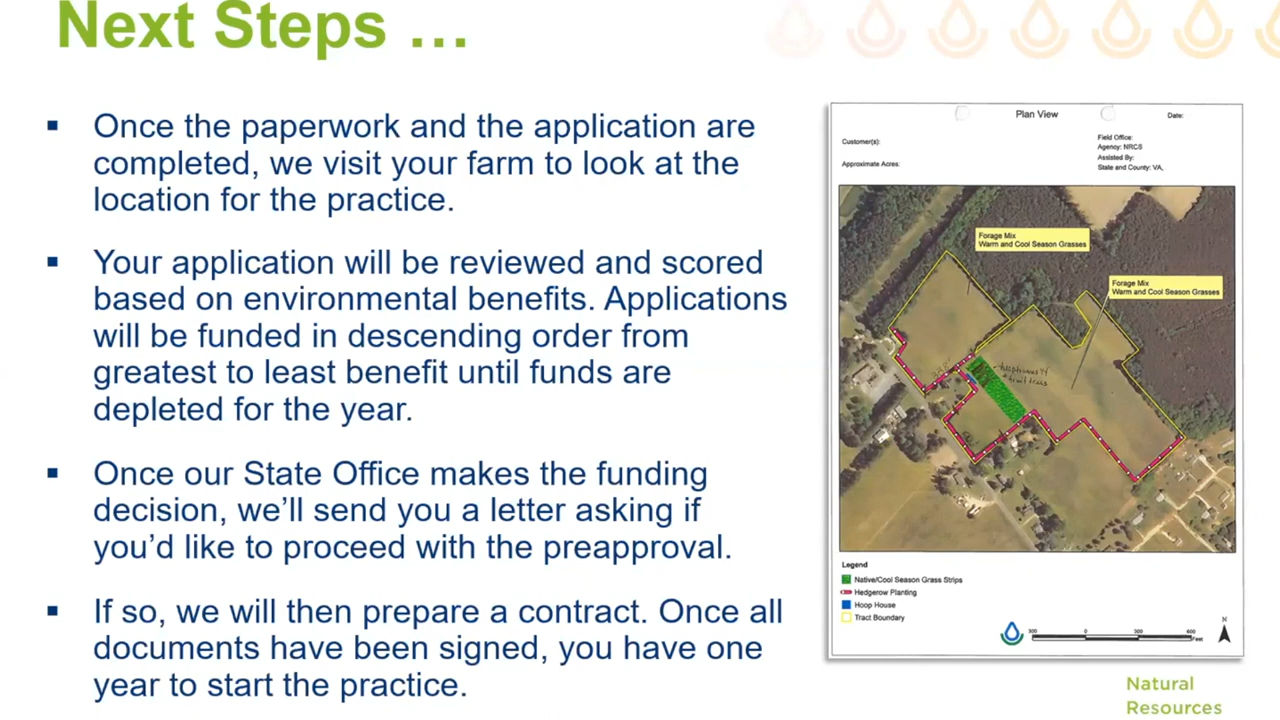 Next Steps ...
▪ Once the paperwork and the application are
completed, we visit your farm to look at the
location for the practice.
▪ Your application will be reviewed and scored
based on environmental benefits. Applications
will be funded in descending order from
greatest to least benefit until funds are
depleted for the year.
▪ Once our State Office makes the funding
decision, we’ll send you a letter asking if
you’d like to proceed with the preapproval.
▪ If so, we will then prepare a contract. Once all
documents have been signed, you have one
year to start the practice.
Plan View
Date:
Customer(s):
Approximate Acres:
Field Office:
Agency: NRCS
Assisted By:
State and County: VA,
Forage Mix
Warm and Cool Season Grasses
Forage Mix
Warm and Cool Season Grasses
Legend
Native/Cool Season Grass Strips
Hedgerow Planting
Hoop House
Tract Boundary
300 0 300 600
Feet
N
Natural
Resources